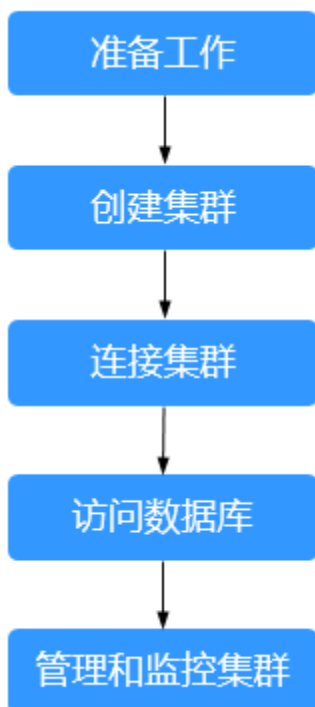 准备工作
创建集群
连接集群
访问数据库
管理和监控集群